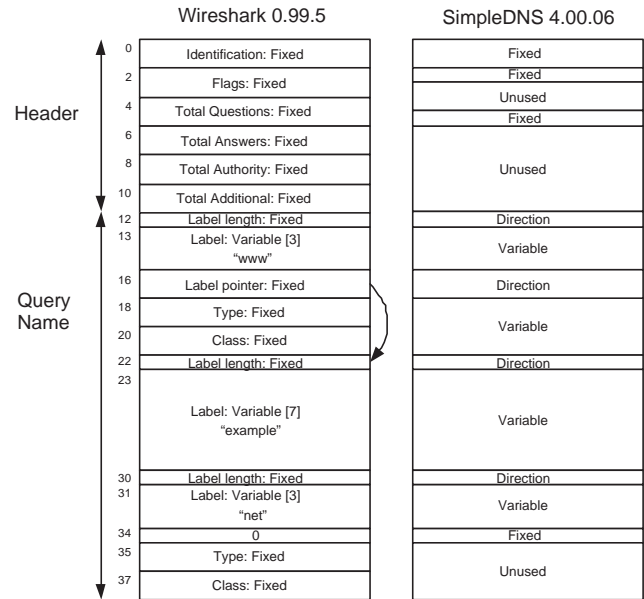 Wireshark 0.99.5
SimpleDNS 4.00.06
Header
Query
Name
0
Identification: Fixed
2
Flags: Fixed
4
Total Questions: Fixed
6
Total Answers: Fixed
8
Total Authority: Fixed
10
Total Additional: Fixed
12
Label length: Fixed
13
Label: Variable [3]
“www”
16
Label pointer: Fixed
18
Type: Fixed
20
Class: Fixed
22
Label length: Fixed
23
Label: Variable [7]
“example”
30
Label length: Fixed
31
Label: Variable [3]
“net”
34
0
35
Type: Fixed
37
Class: Fixed
Fixed
Fixed
Unused
Fixed
Unused
Direction
Variable
Direction
Variable
Direction
Variable
Direction
Variable
Fixed
Unused